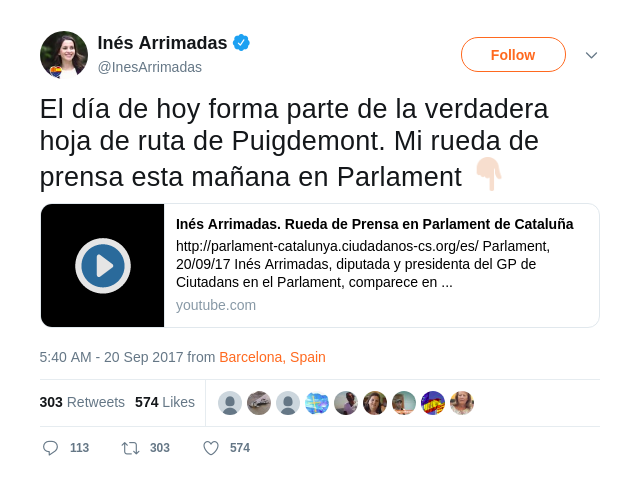 Inés Arrimadas
@InesArrimadas
Follow
El día de hoy forma parte de la verdadera
hoja de ruta de Puigdemont. Mi rueda de
prensa esta mañana en Parlament 👇🏻
Inés Arrimadas. Rueda de Prensa en Parlament de Cataluña
http://parlament-catalunya.ciudadanos-cs.org/es/ Parlament,
20/09/17 Inés Arrimadas, diputada y presidenta del GP de
Ciutadans en el Parlament, comparece en ...
youtube.com
5:40 AM - 20 Sep 2017 from Barcelona, Spain
303 Retweets 574 Likes
113 303 574